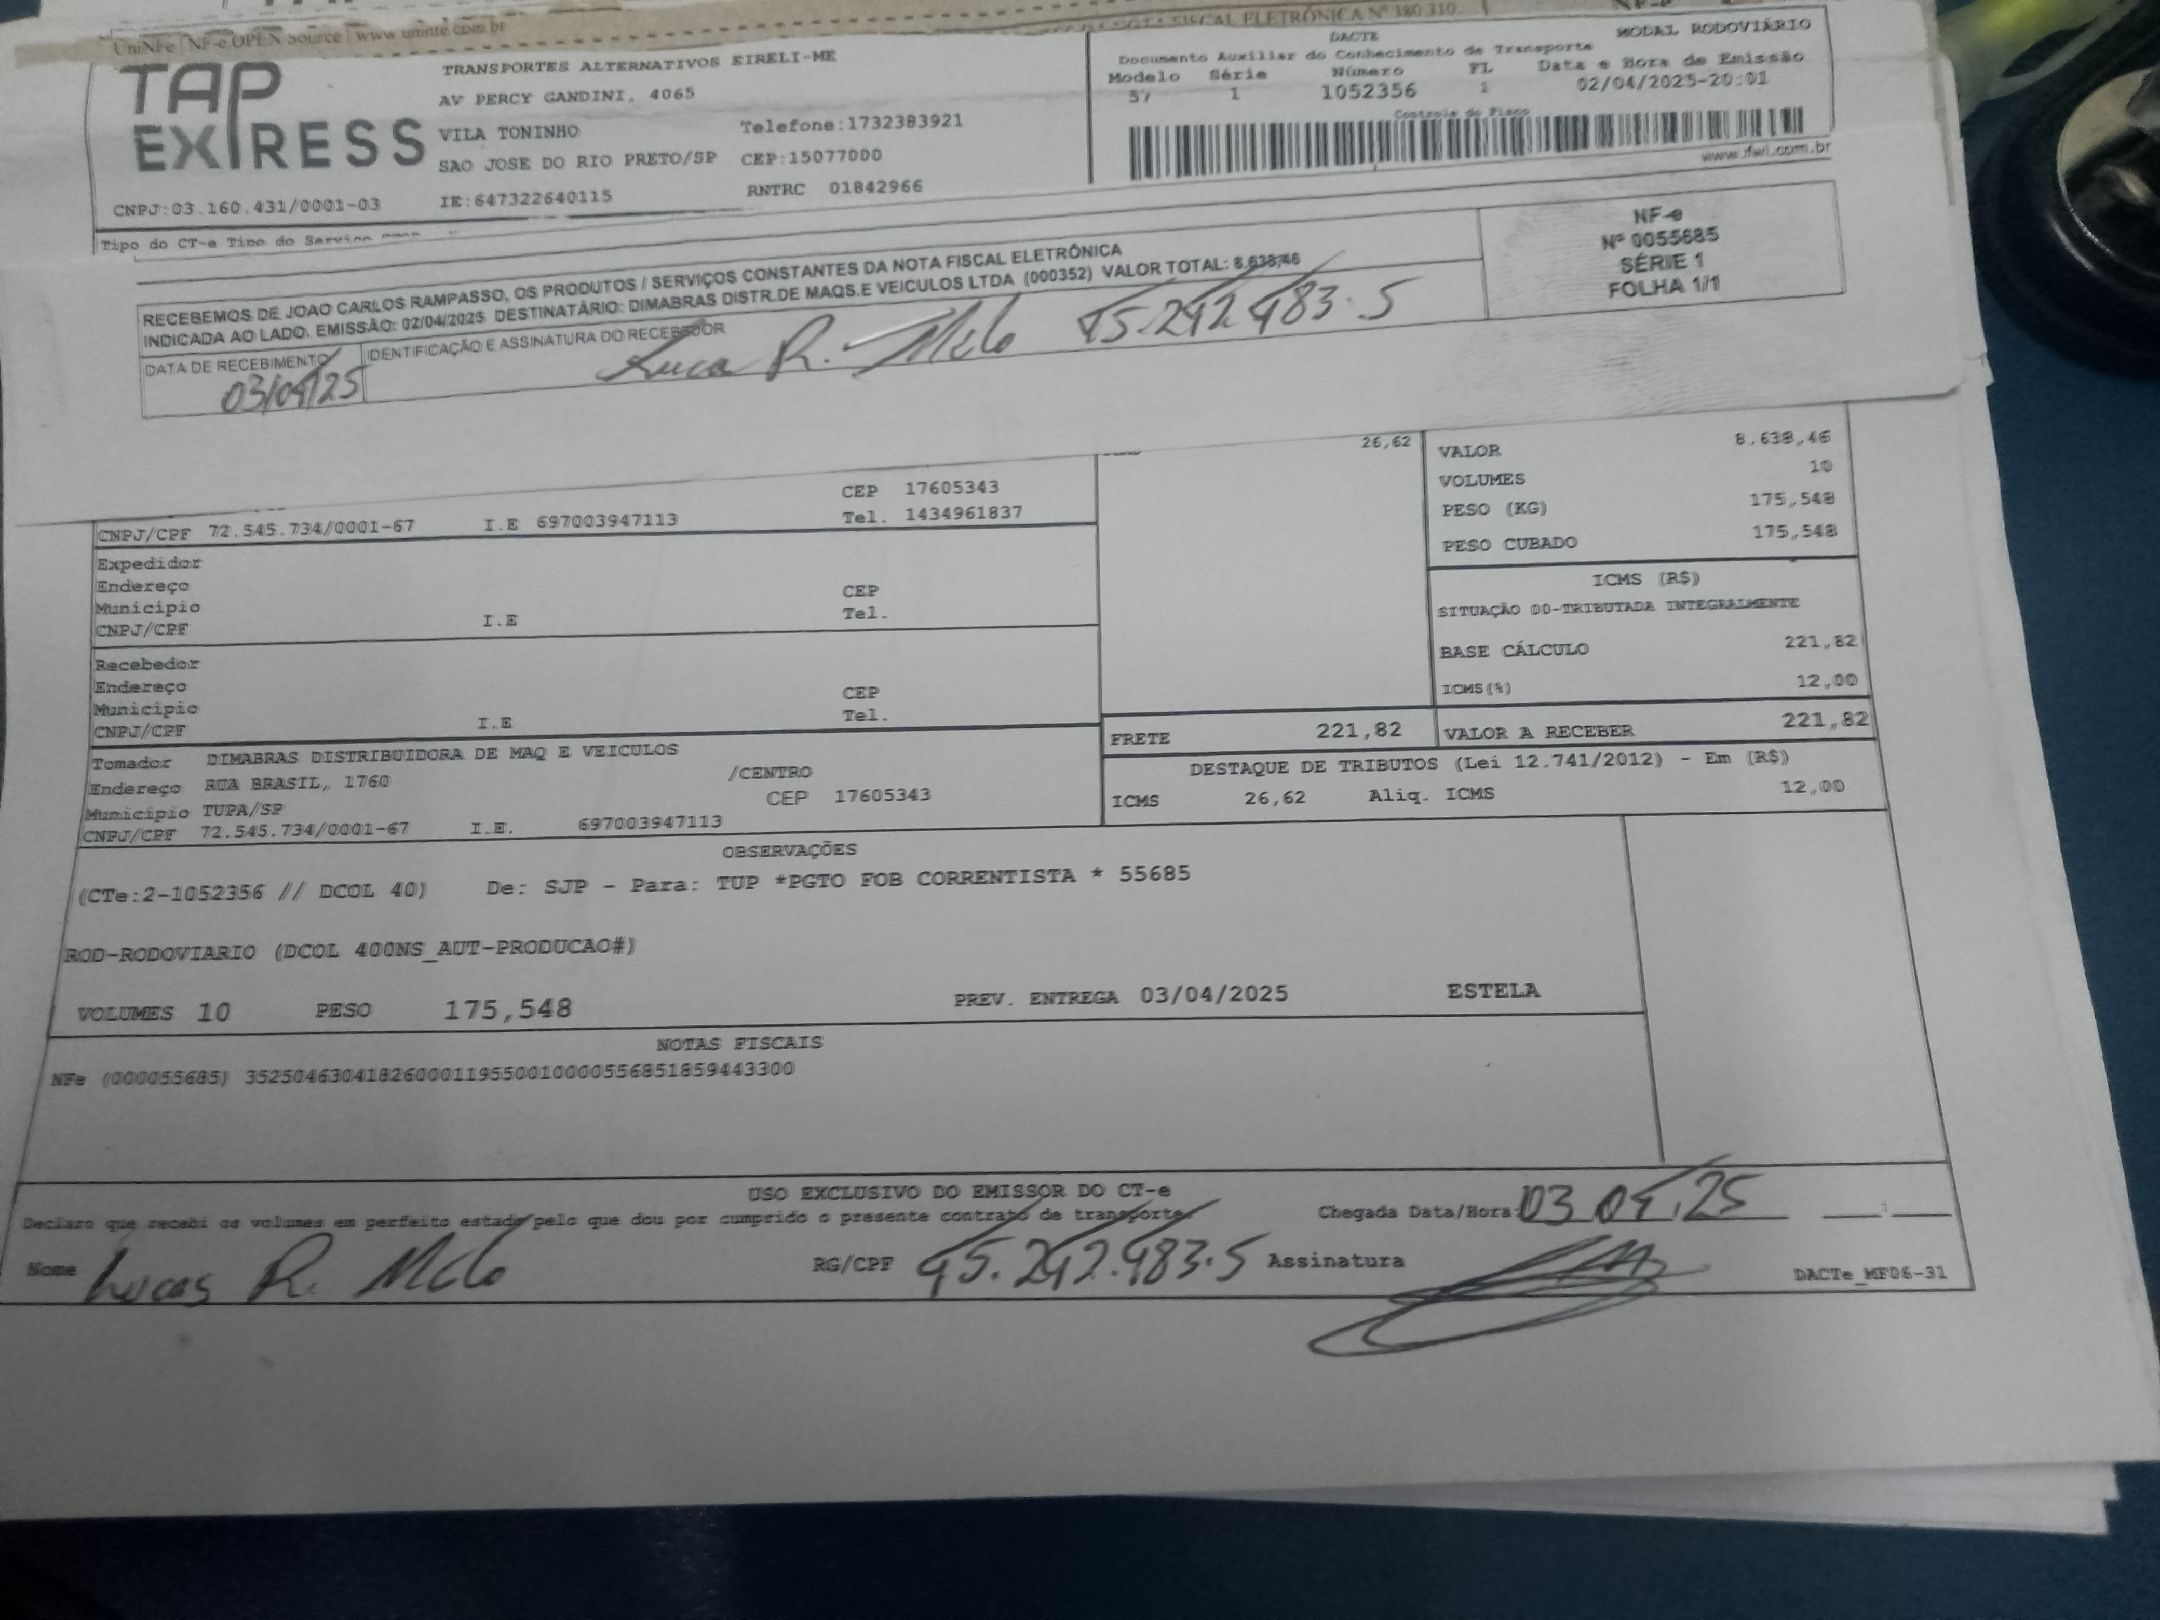 UniNFe | NF-e OPEN Source | www.uninfe.com.br
FISCAL ELETRÔNICA Nº 380.310
NF-e
TAP EXPRESS
TRANSPORTES ALTERNATIVOS EIRELI-ME
AV PERCY GANDINI, 4065
VILA TONINHO Telefone:1732383921
SAO JOSE DO RIO PRETO/SP CEP:15077000
CNPJ:03.160.431/0001-03 IE:647322640115 RNTRC 01842966
DACTE MODAL RODOVIÁRIO
Documento Auxiliar do Conhecimento de Transporte
Modelo Série Número FL Data e Hora de Emissão
57 1 1052356 1 02/04/2025-20:01
Controle do Fisco
Tipo do CT-e Tipo do Serviço
RECEBEMOS DE JOAO CARLOS RAMPASSO, OS PRODUTOS / SERVIÇOS CONSTANTES DA NOTA FISCAL ELETRÔNICA
INDICADA AO LADO. EMISSÃO: 02/04/2025 DESTINATÁRIO: DIMABRAS DISTR.DE MAQS.E VEICULOS LTDA (000352) VALOR TOTAL: 8.638,46
DATA DE RECEBIMENTO IDENTIFICAÇÃO E ASSINATURA DO RECEBEDOR
03/04/25 Lucas R. Melo 45.242.483.5
NF-e
Nº 0055685
SÉRIE 1
FOLHA 1/1
26,62
CEP 17605343
CNPJ/CPF 72.545.734/0001-67 I.E 697003947113 Tel. 1434961837
VALOR 8.638,46
VOLUMES 10
PESO (KG) 175,548
PESO CUBADO 175,548
Expedidor
Endereço CEP
Município Tel.
CNPJ/CPF I.E
ICMS (R$)
SITUAÇÃO 00-TRIBUTADA INTEGRALMENTE
BASE CÁLCULO 221,82
ICMS(%) 12,00
Recebedor
Endereço CEP
Município Tel.
CNPJ/CPF I.E
FRETE 221,82 VALOR A RECEBER 221,82
Tomador DIMABRAS DISTRIBUIDORA DE MAQ E VEICULOS
Endereço RUA BRASIL, 1760 /CENTRO
Município TUPA/SP CEP 17605343
CNPJ/CPF 72.545.734/0001-67 I.E. 697003947113
DESTAQUE DE TRIBUTOS (Lei 12.741/2012) - Em (R$)
ICMS 26,62 Aliq. ICMS 12,00
OBSERVAÇÕES
(CTe:2-1052356 // DCOL 40) De: SJP - Para: TUP *PGTO FOB CORRENTISTA * 55685
ROD-RODOVIARIO (DCOL 400NS_AUT-PRODUCAO#)
VOLUMES 10 PESO 175,548 PREV. ENTREGA 03/04/2025 ESTELA
NOTAS FISCAIS
NFe (000055685) 35250463041826000119550010000556851859443300
USO EXCLUSIVO DO EMISSOR DO CT-e
Declaro que recebi os volumes em perfeito estado pelo que dou por cumprido o presente contrato de transporte. Chegada Data/Hora: 03 04 25
Nome Lucas R. Melo RG/CPF 45.242.483.5 Assinatura
DACTe_MF06-31